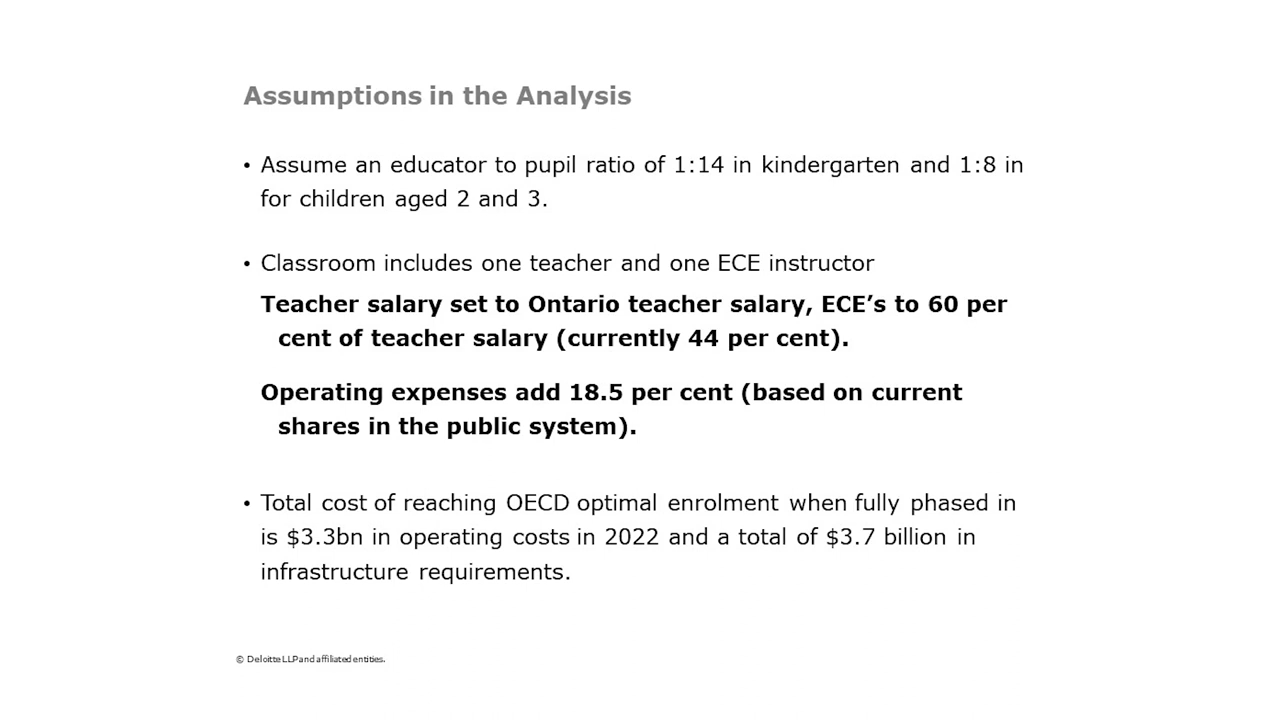 Assumptions in the Analysis
• Assume an educator to pupil ratio of 1:14 in kindergarten and 1:8 in
for children aged 2 and 3.
• Classroom includes one teacher and one ECE instructor
Teacher salary set to Ontario teacher salary, ECE’s to 60 per
cent of teacher salary (currently 44 per cent).
Operating expenses add 18.5 per cent (based on current
shares in the public system).
• Total cost of reaching OECD optimal enrolment when fully phased in
is $3.3bn in operating costs in 2022 and a total of $3.7 billion in
infrastructure requirements.
© Deloitte LLP and affiliated entities.